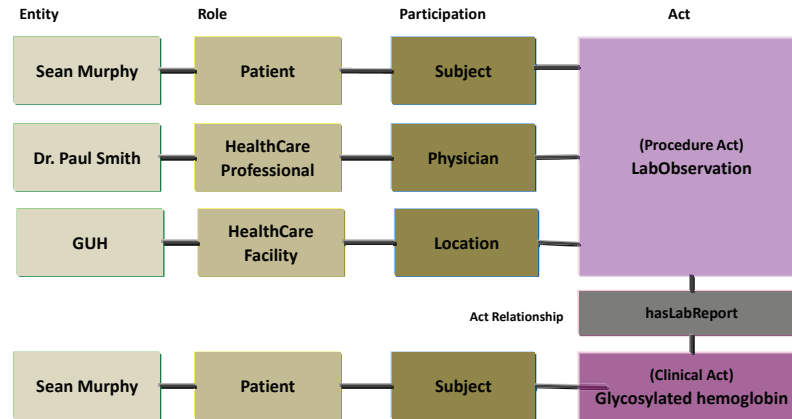 Entity
Role
Participation
Act
Sean Murphy
Patient
Subject
(Procedure Act)
LabObservation
Dr. Paul Smith
HealthCare
Professional
Physician
GUH
HealthCare
Facility
Location
Act Relationship
hasLabReport
Sean Murphy
Patient
Subject
(Clinical Act)
Glycosylated hemoglobin